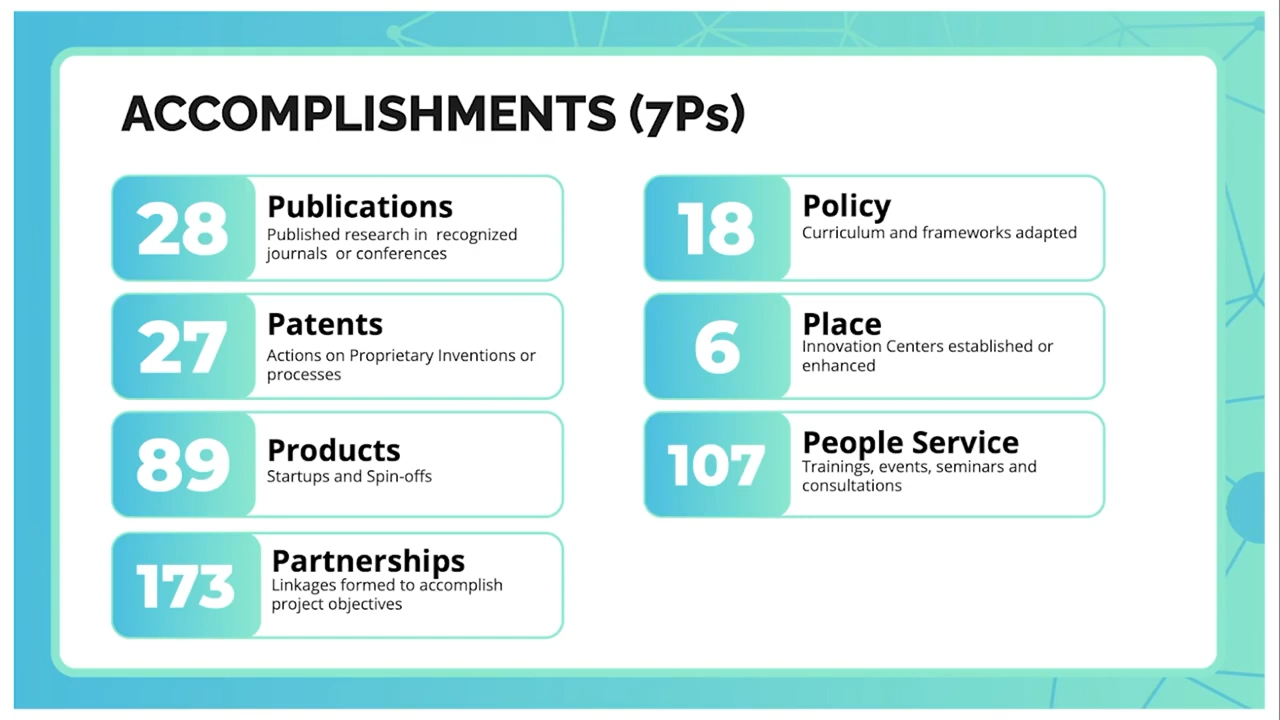 ACCOMPLISHMENTS (7Ps)
28
Publications
Published research in  recognized
journals  or conferences
27
Patents
Actions on Proprietary Inventions or
processes
89
Products
Startups and Spin-offs
173
Partnerships
Linkages formed to accomplish
project objectives
18
Policy
Curriculum and frameworks adapted
6
Place
Innovation Centers established or
enhanced
107
People Service
Trainings, events, seminars and
consultations